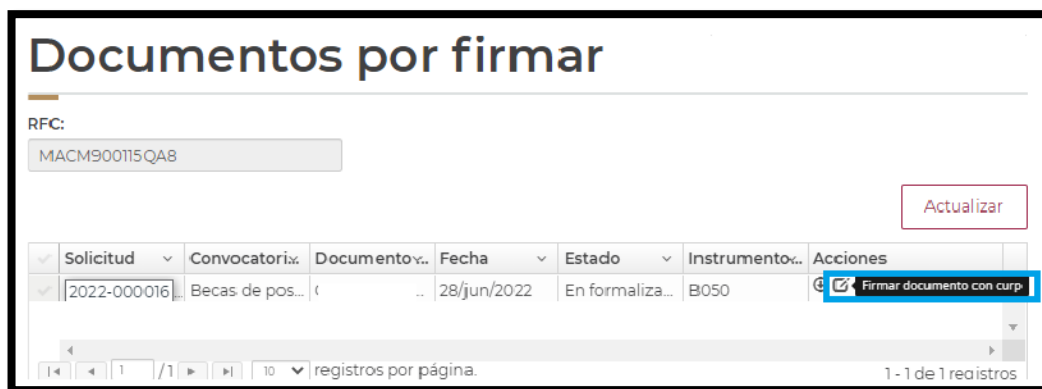 Documentos por firmar
RFC:
MACM900115QA8
Actualizar
Solicitud Convocatori... Documento... Fecha Estado Instrumento... Acciones
2022-000016... Becas de pos... 28/jun/2022 En formaliza... B050 Firmar documento con curp
1 /1 10 registros por página. 1 - 1 de 1 registros